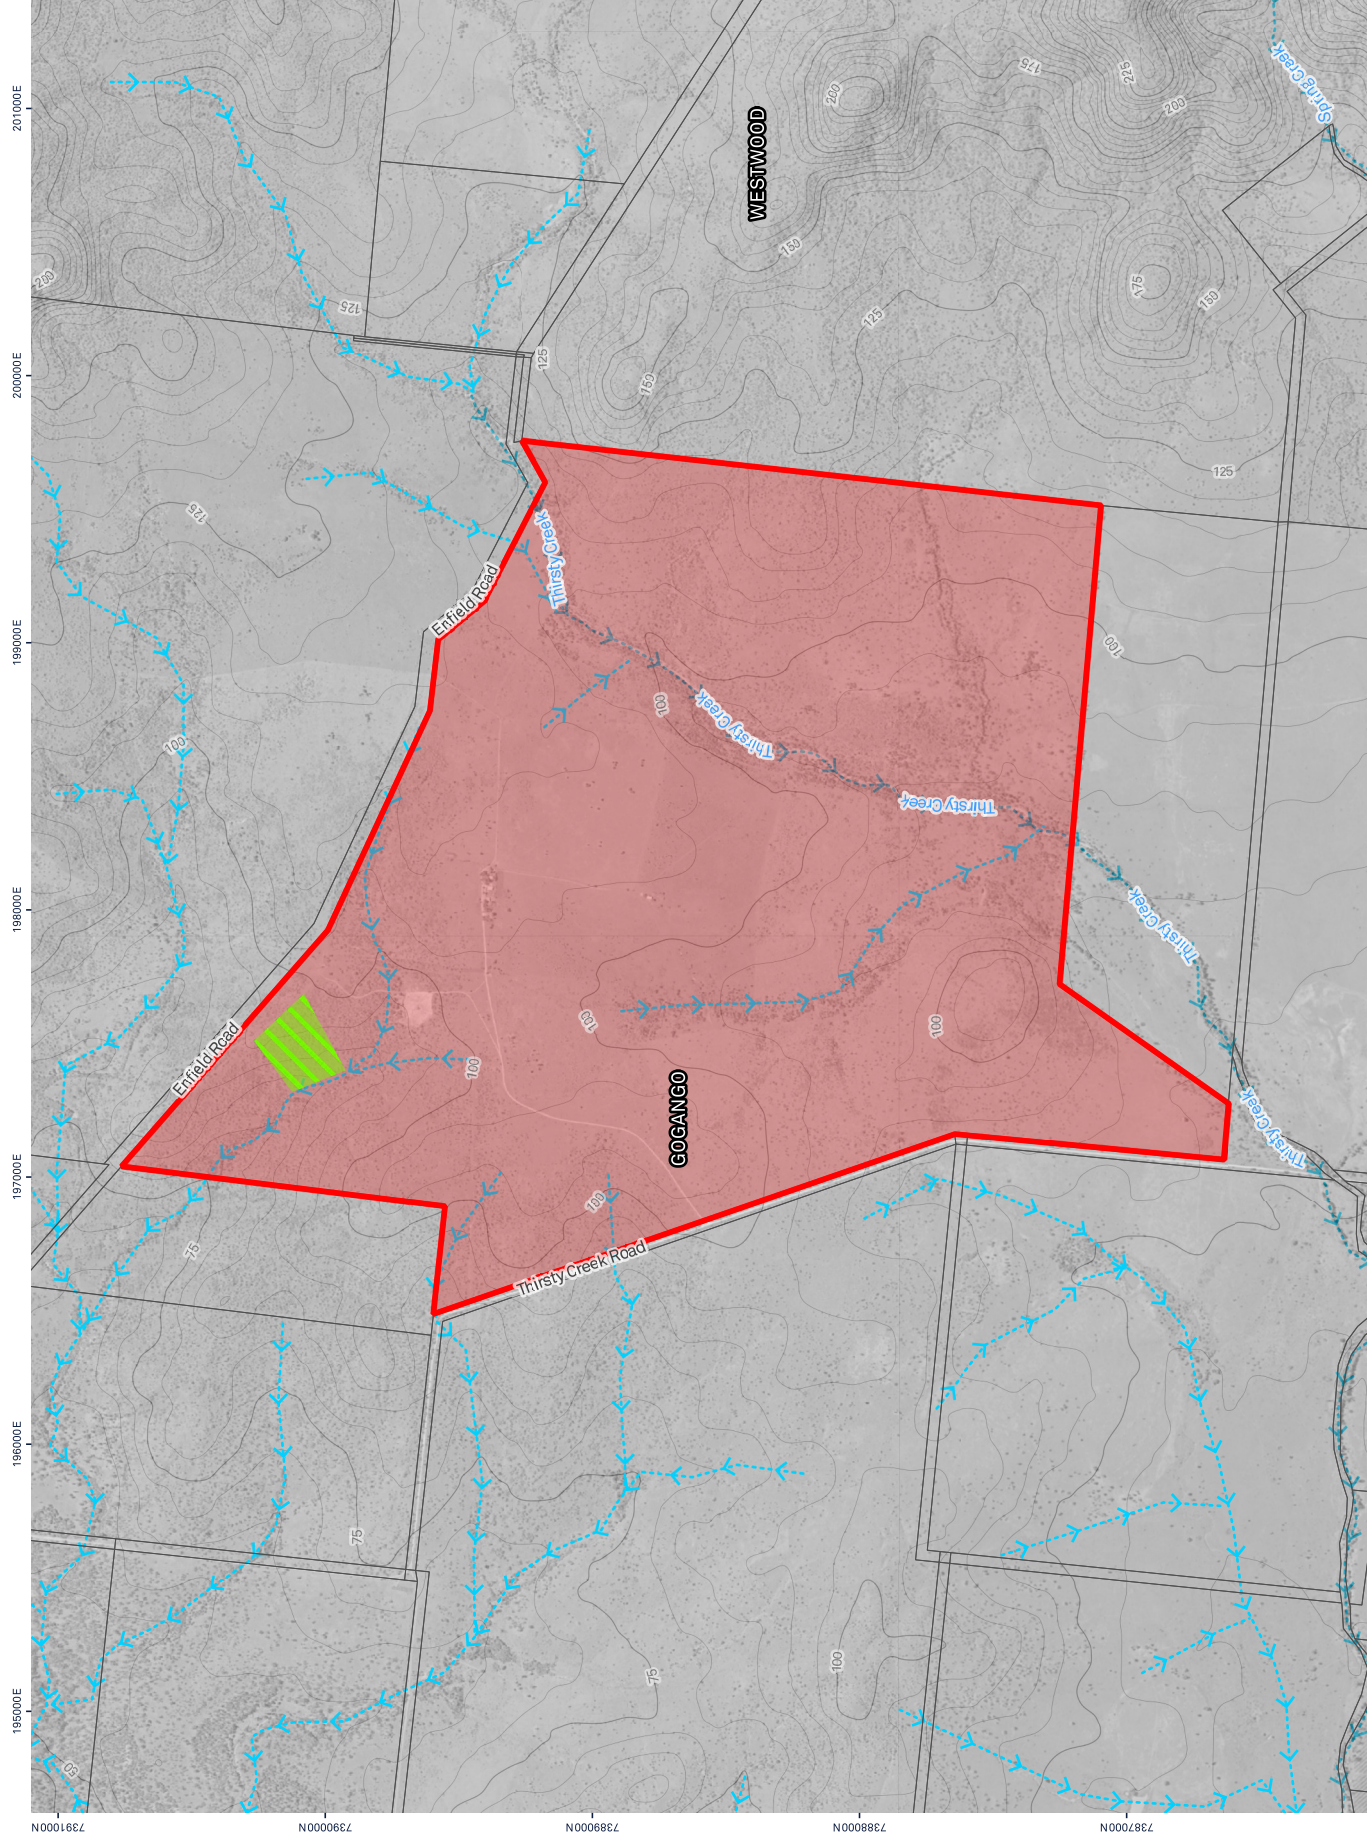 201000E
200000E
199000E
198000E
197000E
196000E
195000E
7391000N
7390000N
7389000N
7388000N
7387000N
WESTWOOD
GOGANGO
Spring Creek
Enfield Road
Enfield Road
Thirsty Creek Road
Thirsty Creek
Thirsty Creek
Thirsty Creek
Thirsty Creek
Thirsty Creek
200
125
125
100
75
75
100
100
100
100
100
100
125
150
125
150
200
175
225
200
175
150
125
100
75
100